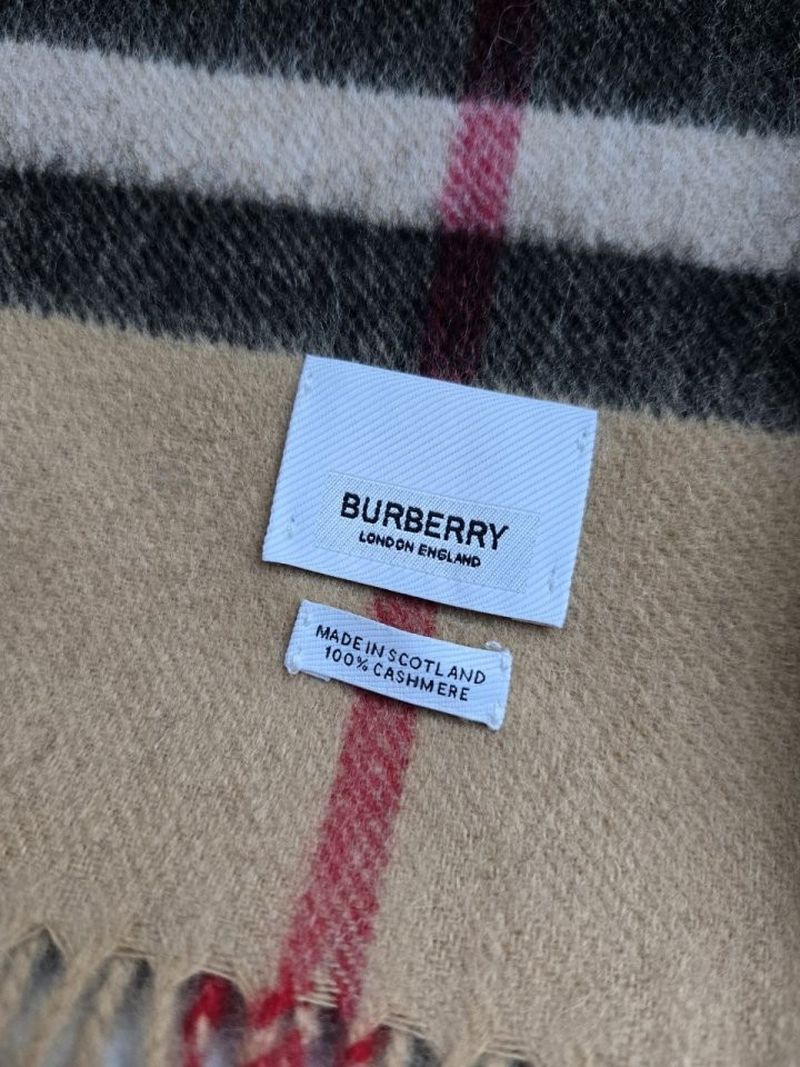 BURBERRY
LONDON ENGLAND
MADE IN SCOTLAND
100% CASHMERE